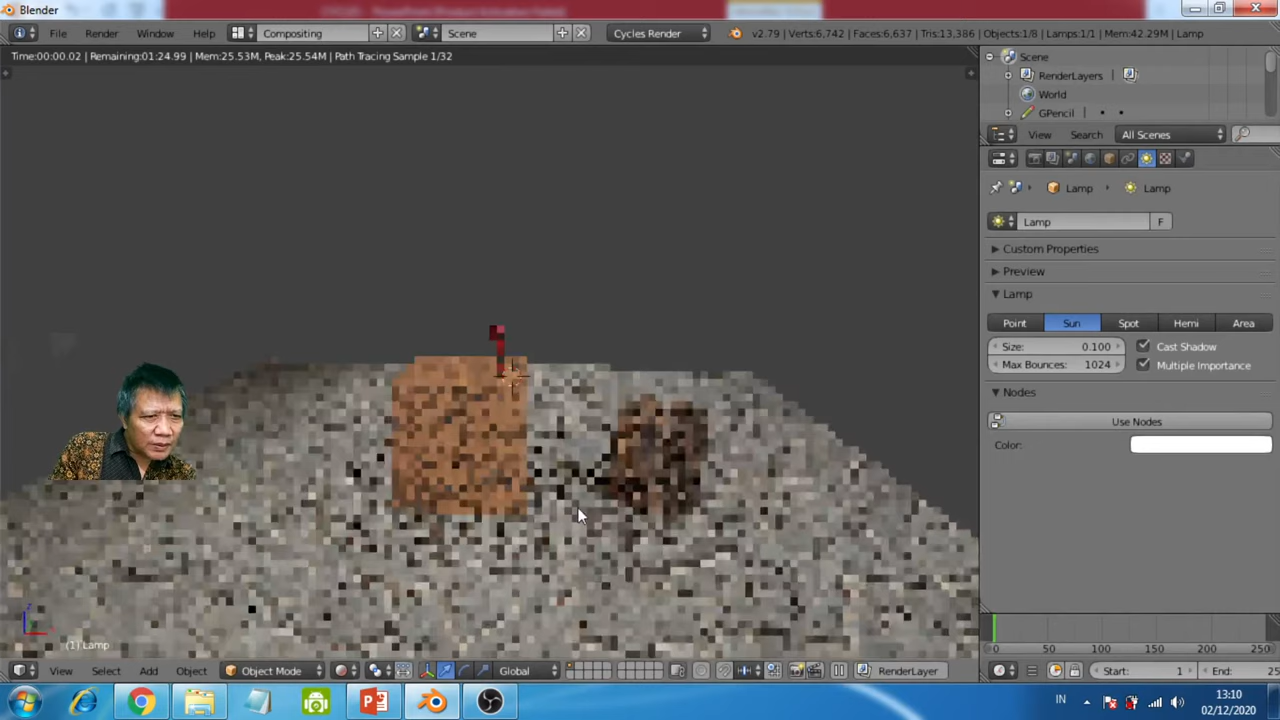 Blender
File Render Window Help Compositing Scene Cycles Render v2.79 | Verts:6,742 | Faces:6,637 | Tris:13,386 | Objects:1/8 | Lamps:1/1 | Mem:42.29M | Lamp
Time:00:00.02 | Remaining:01:24.99 | Mem:25.53M, Peak:25.54M | Path Tracing Sample 1/32
Scene
RenderLayers
World
GPencil
View Search All Scenes
Lamp Lamp
Lamp F
Custom Properties
Preview
Lamp
Point Sun Spot Hemi Area
Size: 0.100 Cast Shadow
Max Bounces: 1024 Multiple Importance
Nodes
Use Nodes
Color:
(1) Lamp
0 50 100 150 200 250
View Select Add Object Object Mode Global RenderLayer Start: 1 End: 25
IN 13:10
02/12/2020